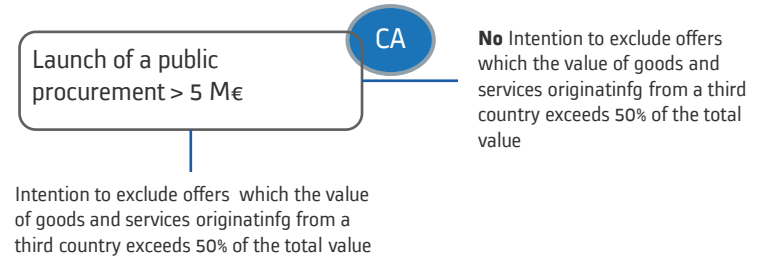 CA
Launch of a public
procurement > 5 M€
No Intention to exclude offers
which the value of goods and
services originatinfg from a third
country exceeds 50% of the total
value
Intention to exclude offers which the value
of goods and services originatinfg from a
third country exceeds 50% of the total value